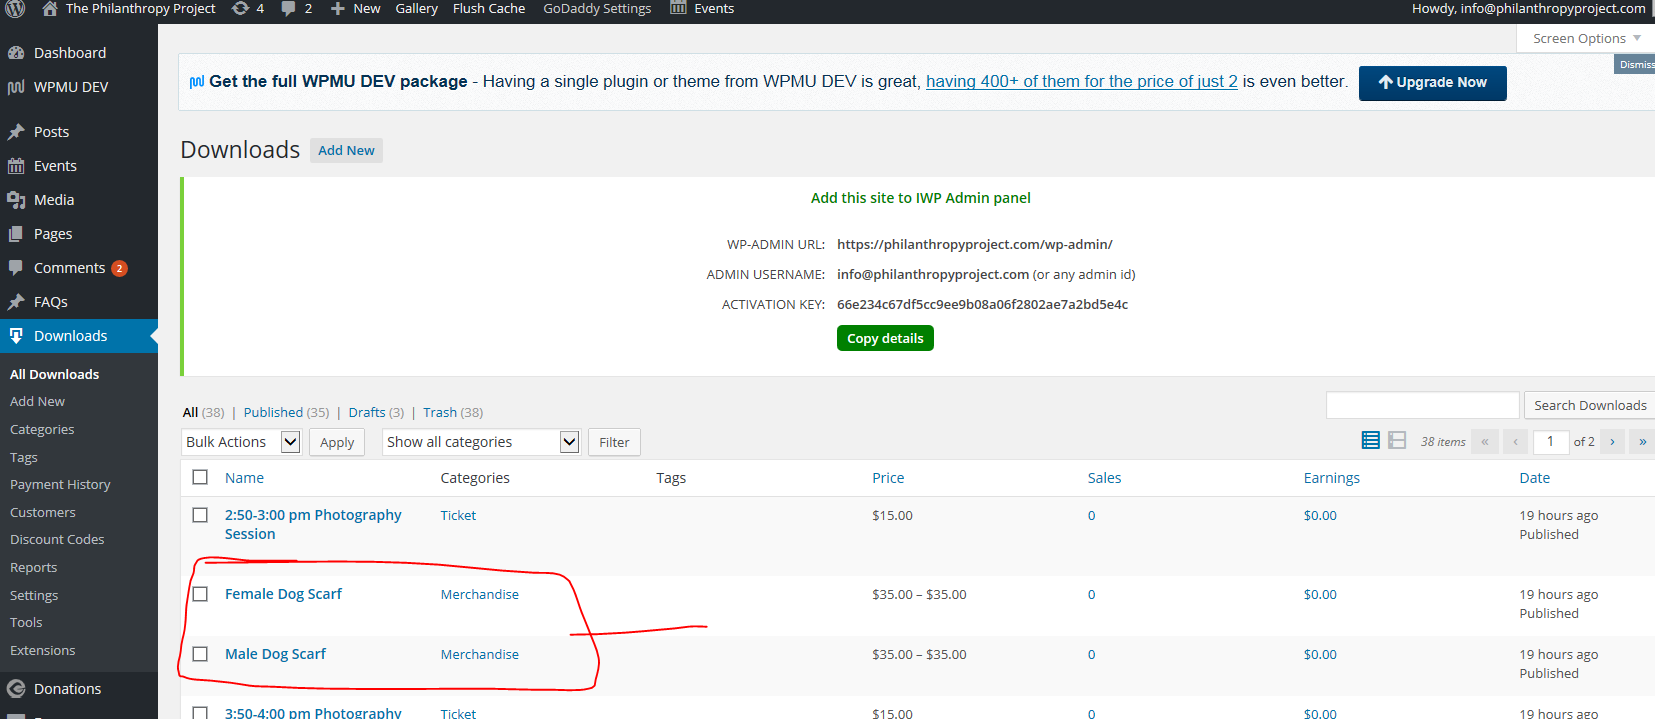 The Philanthropy Project 4 2 New Gallery Flush Cache GoDaddy Settings Events Howdy, info@philanthropyproject.com
Screen Options
Dashboard
WPMU DEV
Posts
Events
Media
Pages
Comments 2
FAQs
Downloads
All Downloads
Add New
Categories
Tags
Payment History
Customers
Discount Codes
Reports
Settings
Tools
Extensions
Donations
Get the full WPMU DEV package - Having a single plugin or theme from WPMU DEV is great, having 400+ of them for the price of just 2 is even better. Upgrade Now
Dismiss
Downloads Add New
Add this site to IWP Admin panel
WP-ADMIN URL: https://philanthropyproject.com/wp-admin/
ADMIN USERNAME: info@philanthropyproject.com (or any admin id)
ACTIVATION KEY: 66e234c67df5cc9ee9b08a06f2802ae7a2bd5e4c
Copy details
All (38) | Published (35) | Drafts (3) | Trash (38)
Search Downloads
Bulk Actions Apply Show all categories Filter
38 items « ‹ 1 of 2 › »
Name Categories Tags Price Sales Earnings Date
2:50-3:00 pm Photography Ticket $15.00 0 $0.00 19 hours ago
Session Published
Female Dog Scarf Merchandise $35.00 – $35.00 0 $0.00 19 hours ago
Published
Male Dog Scarf Merchandise $35.00 – $35.00 0 $0.00 19 hours ago
Published
3:50-4:00 pm Photography Ticket $15.00 0 $0.00 19 hours ago